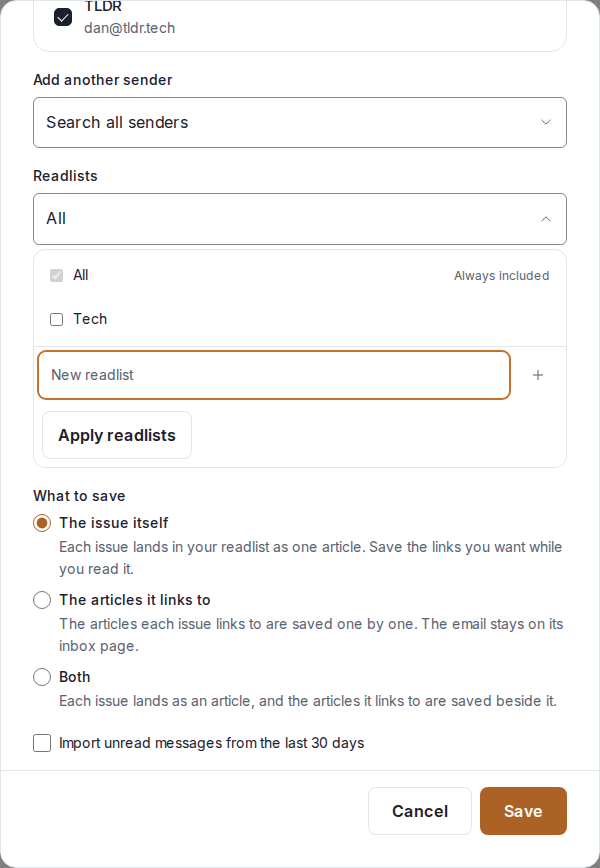 TLDR
dan@tldr.tech
Add another sender
Search all senders
Readlists
All
All
Always included
Tech
New readlist
Apply readlists
What to save
The issue itself
Each issue lands in your readlist as one article. Save the links you want while
you read it.
The articles it links to
The articles each issue links to are saved one by one. The email stays on its
inbox page.
Both
Each issue lands as an article, and the articles it links to are saved beside it.
Import unread messages from the last 30 days
Cancel
Save